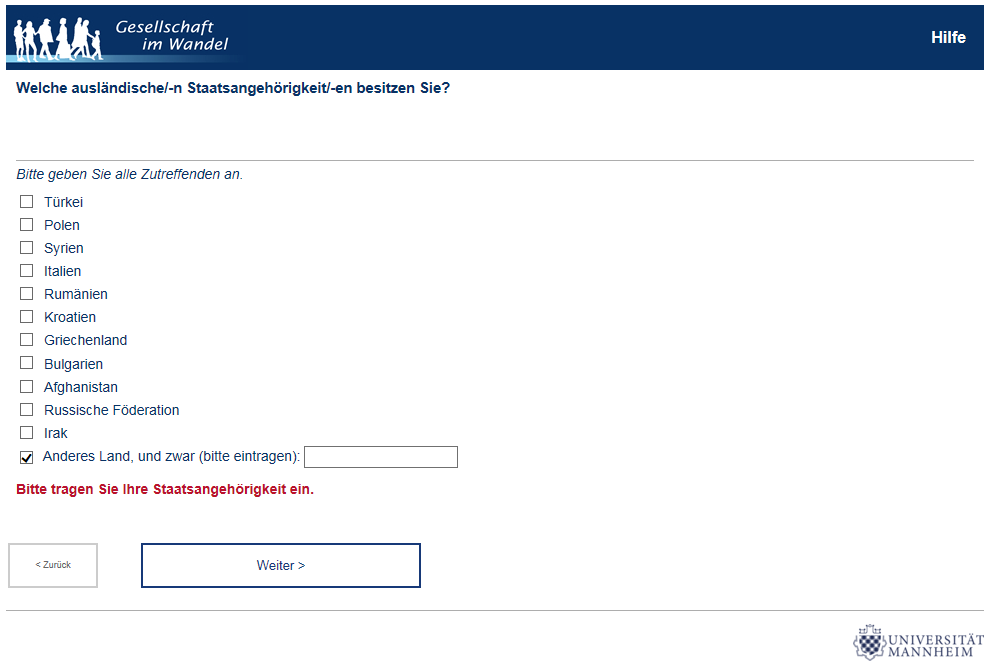 Gesellschaft
im Wandel
Hilfe
Welche ausländische/-n Staatsangehörigkeit/-en besitzen Sie?
Bitte geben Sie alle Zutreffenden an.
Türkei
Polen
Syrien
Italien
Rumänien
Kroatien
Griechenland
Bulgarien
Afghanistan
Russische Föderation
Irak
Anderes Land, und zwar (bitte eintragen):
Bitte tragen Sie Ihre Staatsangehörigkeit ein.
< Zurück
Weiter >
UNIVERSITÄT
MANNHEIM